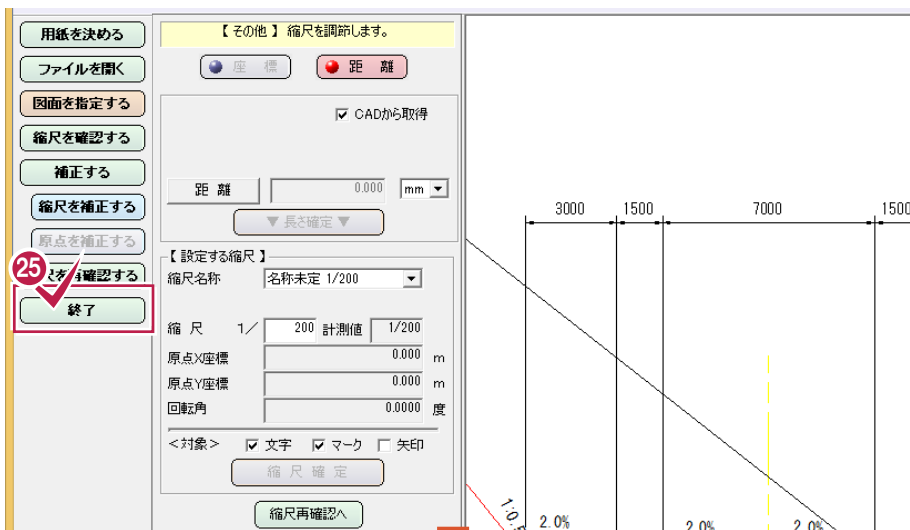 用紙を決める
ファイルを開く
図面を指定する
縮尺を確認する
補正する
縮尺を補正する
原点を補正する
25
尺を再確認する
終了
【その他】縮尺を調節します。
座 標
距 離
CADから取得
距 離
0.000
mm
▼ 長さ確定 ▼
【 設定する縮尺 】
縮尺名称
名称未定 1/200
縮 尺 1/ 200 計測値 1/200
原点X座標 0.000 m
原点Y座標 0.000 m
回転角 0.0000 度
<対象> 文字 マーク 矢印
縮 尺 確 定
縮尺再確認へ
3000 1500 7000 1500
2.0% 2.0% 2.0%